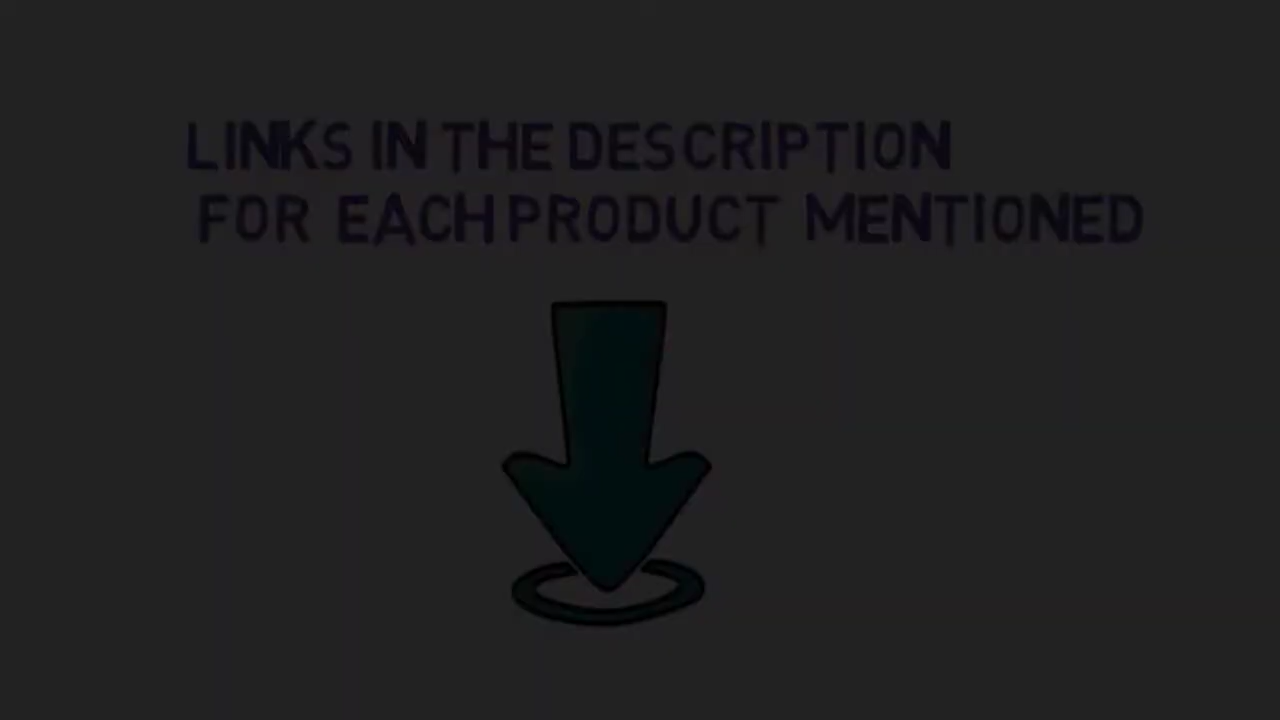 LINKS IN THE DESCRIPTION
FOR EACH PRODUCT MENTIONED